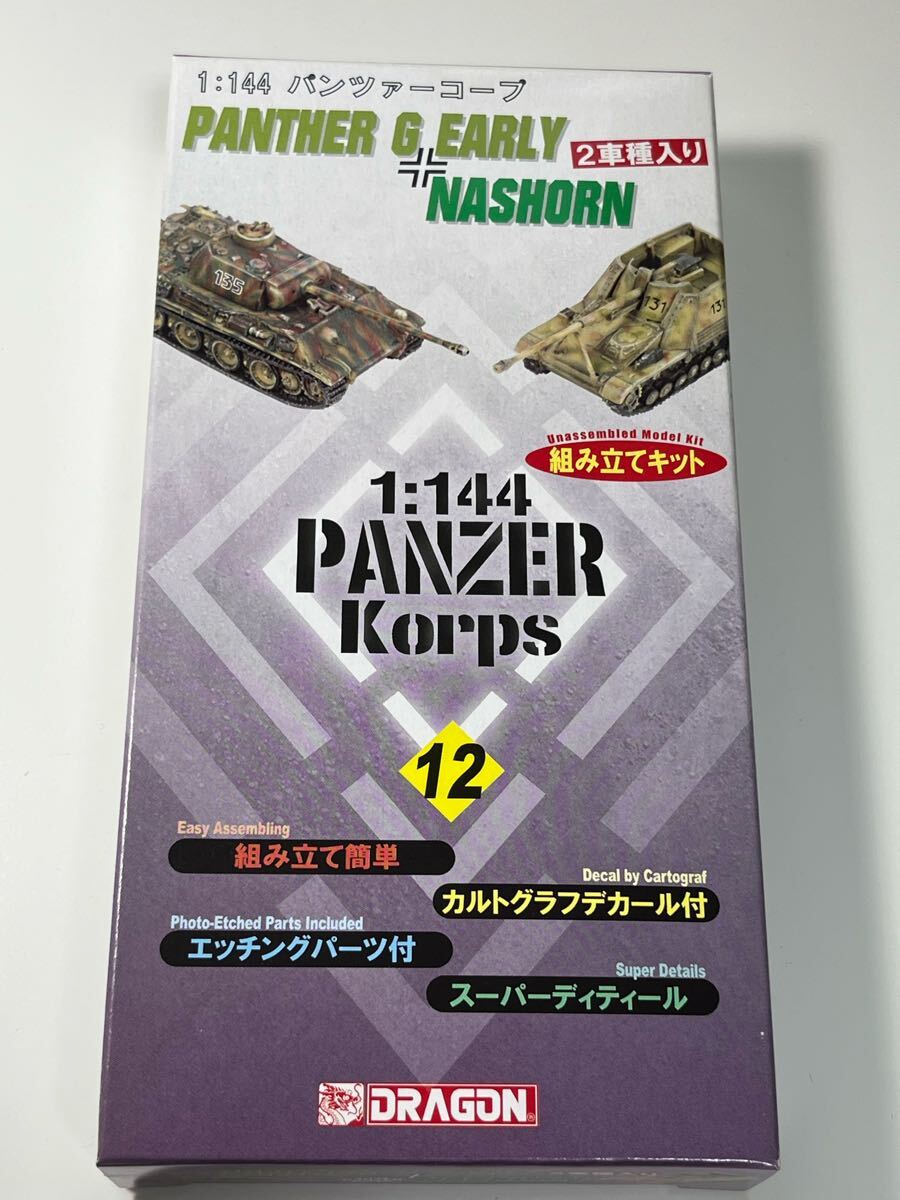 1:144 パンツァーコープ
PANTHER G EARLY
2車種入り
NASHORN
135
131
131
Unassembled Model Kit
組み立てキット
1:144
PANZER
Korps
12
Easy Assembling
組み立て簡単
Decal by Cartograf
カルトグラフデカール付
Photo-Etched Parts Included
エッチングパーツ付
Super Details
スーパーディティール
DRAGON